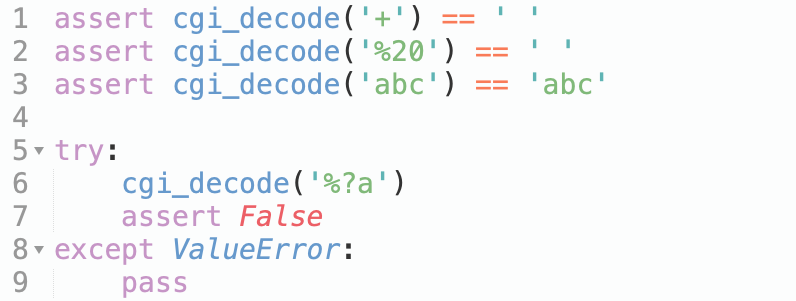 1 assert cgi_decode('+') == ' '
2 assert cgi_decode('%20') == ' '
3 assert cgi_decode('abc') == 'abc'
4
5 try:
6     cgi_decode('%?a')
7     assert False
8 except ValueError:
9     pass